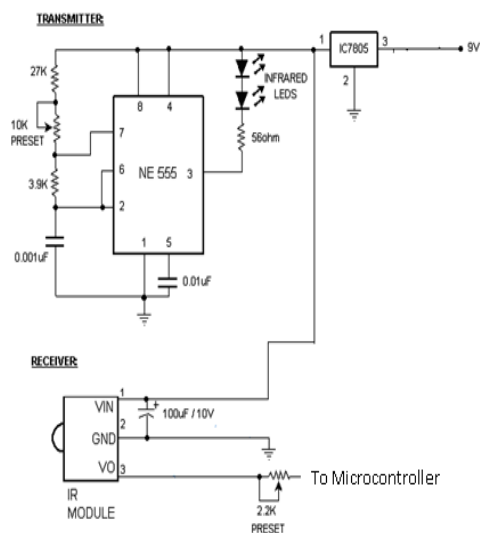 TRANSMITTER:
1
IC7805
3
9V
2
27K
10K
PRESET
3.9K
0.001uF
8
4
7
6
2
NE 555
3
1
5
0.01uF
INFRARED
LEDS
56ohm
RECEIVER:
VIN
GND
VO
1
2
3
100uF / 10V
IR
MODULE
2.2K
PRESET
To Microcontroller